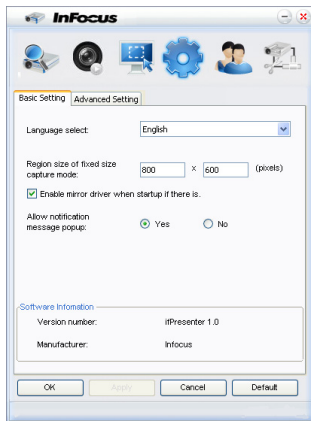 InFocus
Basic Setting Advanced Setting
Language select: English
Region size of fixed size
capture mode: 800 × 600 (pixels)
Enable mirror driver when startup if there is.
Allow notification
message popup: Yes No
Software Infomation
Version number: ifPresenter 1.0
Manufacturer: Infocus
OK Apply Cancel Default